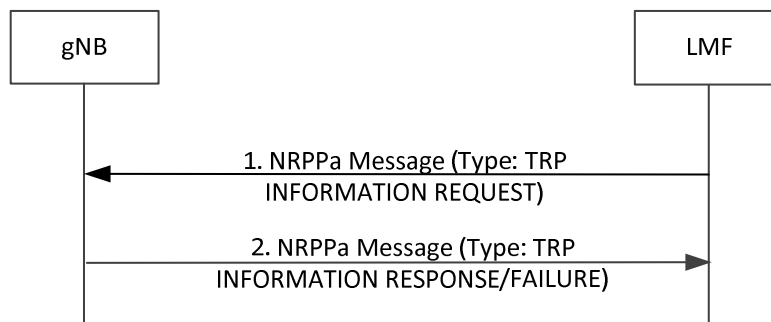 gNB
LMF
1. NRPPa Message (Type: TRP
INFORMATION REQUEST)
2. NRPPa Message (Type: TRP
INFORMATION RESPONSE/FAILURE)